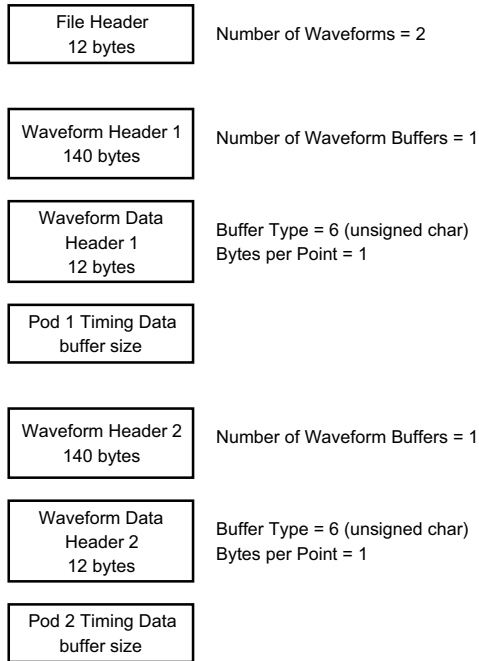 File Header
12 bytes
Number of Waveforms = 2
Waveform Header 1
140 bytes
Number of Waveform Buffers = 1
Waveform Data
Header 1
12 bytes
Buffer Type = 6 (unsigned char)
Bytes per Point = 1
Pod 1 Timing Data
buffer size
Waveform Header 2
140 bytes
Number of Waveform Buffers = 1
Waveform Data
Header 2
12 bytes
Buffer Type = 6 (unsigned char)
Bytes per Point = 1
Pod 2 Timing Data
buffer size